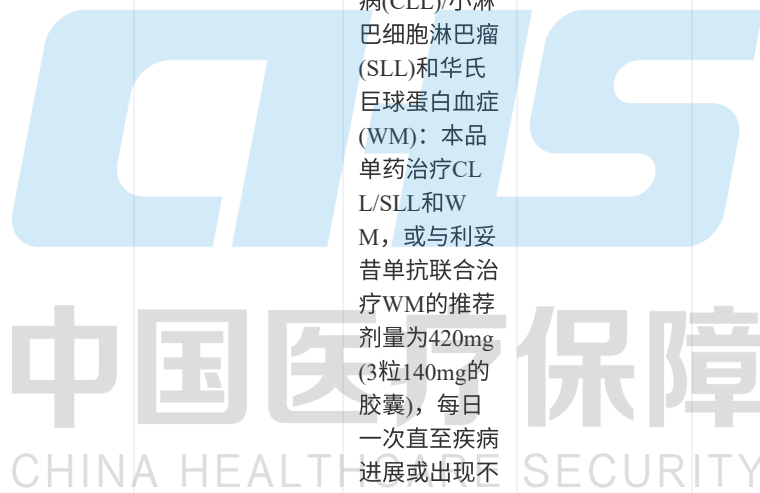 病(CLL)/小淋
巴细胞淋巴瘤
(SLL)和华氏
巨球蛋白血症
(WM)：本品
单药治疗CL
L/SLL和W
M，或与利妥
昔单抗联合治
疗WM的推荐
剂量为420mg
(3粒140mg的
胶囊)，每日
一次直至疾病
进展或出现不
中国医疗保障
CHINA HEALTHCARE SECURITY